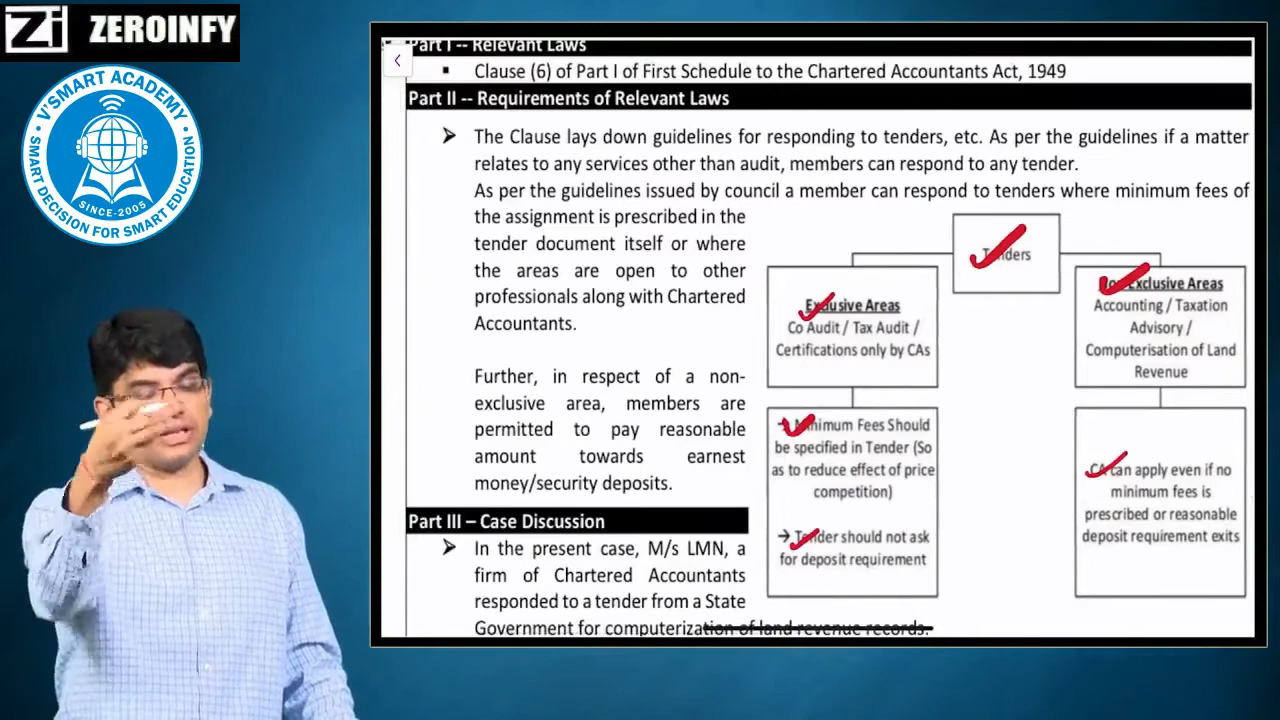 Zi ZEROINFY
V'SMART ACADEMY
SMART DECISION FOR SMART EDUCATION
SINCE-2005
Part I -- Relevant Laws
▪ Clause (6) of Part I of First Schedule to the Chartered Accountants Act, 1949
Part II -- Requirements of Relevant Laws
➢ The Clause lays down guidelines for responding to tenders, etc. As per the guidelines if a matter
relates to any services other than audit, members can respond to any tender.
As per the guidelines issued by council a member can respond to tenders where minimum fees of
the assignment is prescribed in the
tender document itself or where
the areas are open to other
professionals along with Chartered
Accountants.
Further, in respect of a non-
exclusive area, members are
permitted to pay reasonable
amount towards earnest
money/security deposits.
Part III – Case Discussion
➢ In the present case, M/s LMN, a
firm of Chartered Accountants
responded to a tender from a State
Government for computerization of land revenue records.
Tenders
Exclusive Areas
Co Audit / Tax Audit /
Certifications only by CAs
→ Minimum Fees Should
be specified in Tender (So
as to reduce effect of price
competition)
→ Tender should not ask
for deposit requirement
Exclusive Areas
Accounting / Taxation
Advisory /
Computerisation of Land
Revenue
CA can apply even if no
minimum fees is
prescribed or reasonable
deposit requirement exits